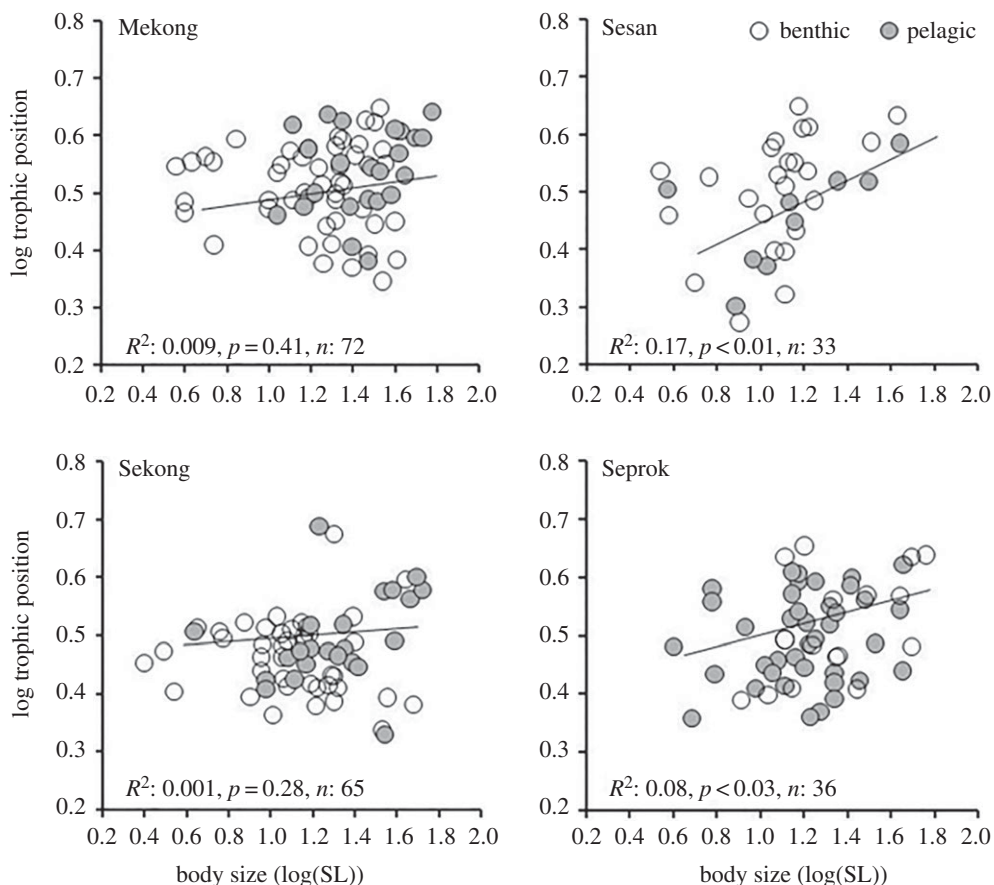 0.8
Mekong
0.7
0.6
0.5
0.4
0.3
0.2
log trophic position
R²: 0.009, p = 0.41, n: 72
0.2 0.4 0.6 0.8 1.0 1.2 1.4 1.6 1.8 2.0
0.8
Sesan
benthic
pelagic
0.7
0.6
0.5
0.4
0.3
0.2
R²: 0.17, p < 0.01, n: 33
0.2 0.4 0.6 0.8 1.0 1.2 1.4 1.6 1.8 2.0
0.8
Sekong
0.7
0.6
0.5
0.4
0.3
0.2
log trophic position
R²: 0.001, p = 0.28, n: 65
0.2 0.4 0.6 0.8 1.0 1.2 1.4 1.6 1.8 2.0
body size (log(SL))
0.8
Seprok
0.7
0.6
0.5
0.4
0.3
0.2
R²: 0.08, p < 0.03, n: 36
0.2 0.4 0.6 0.8 1.0 1.2 1.4 1.6 1.8 2.0
body size (log(SL))